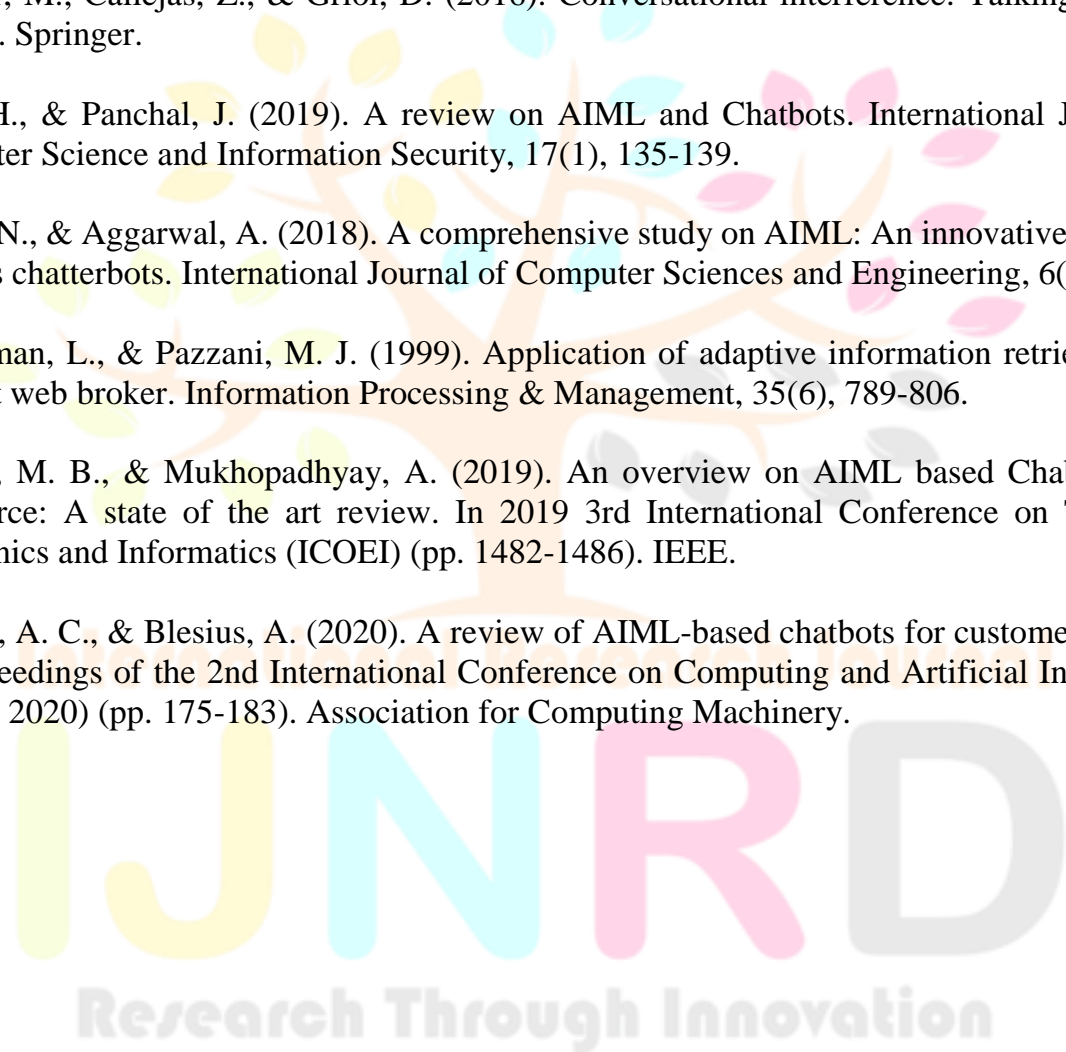 M., Callejas, Z., & Griol, D. (2016). Conversational Interference: Talking
. Springer.
H., & Panchal, J. (2019). A review on AIML and Chatbots. International J
ter Science and Information Security, 17(1), 135-139.
N., & Aggarwal, A. (2018). A comprehensive study on AIML: An innovative
s chatterbots. International Journal of Computer Sciences and Engineering, 6(
man, L., & Pazzani, M. J. (1999). Application of adaptive information retrie
t web broker. Information Processing & Management, 35(6), 789-806.
, M. B., & Mukhopadhyay, A. (2019). An overview on AIML based Chat
rce: A state of the art review. In 2019 3rd International Conference on T
nics and Informatics (ICOEI) (pp. 1482-1486). IEEE.
, A. C., & Blesius, A. (2020). A review of AIML-based chatbots for custome
International Research Journal
eedings of the 2nd International Conference on Computing and Artificial In
2020) (pp. 175-183). Association for Computing Machinery.
IJNRD
Research Through Innovation